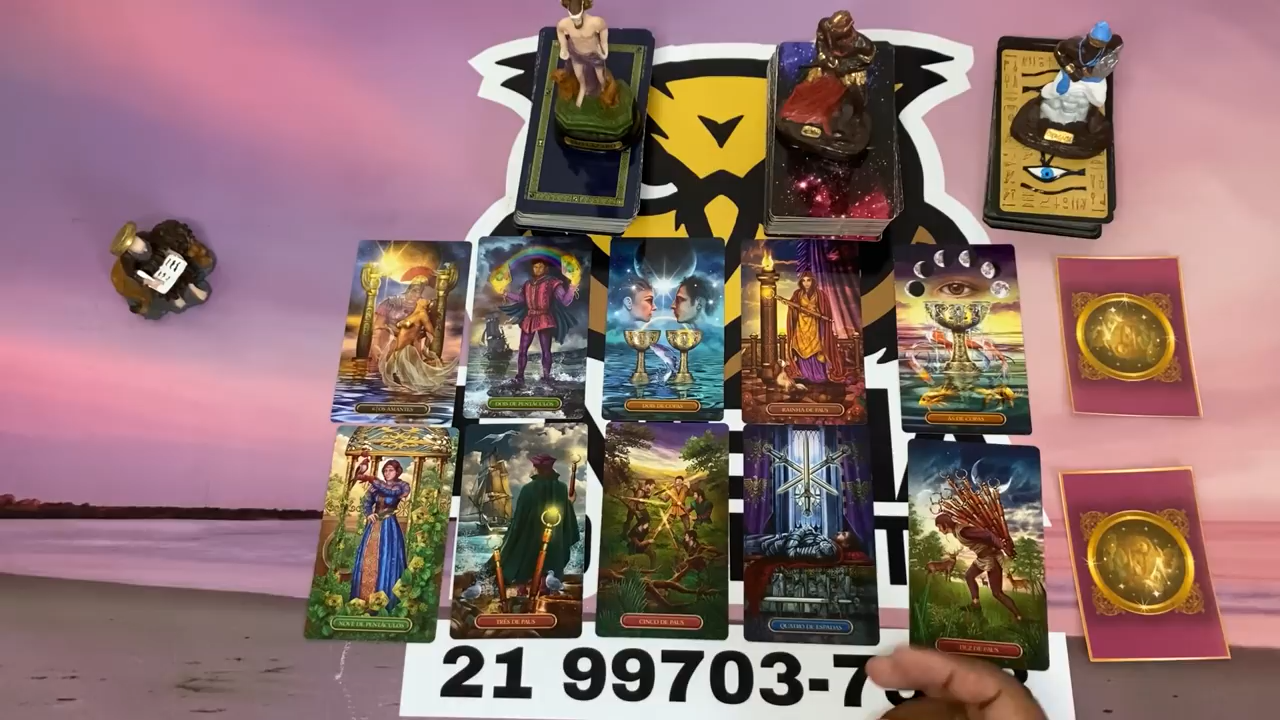 6 | OS AMANTES
DOIS DE PENTÁCULOS
DOIS DE COPAS
RAINHA DE PAUS
ÁS DE COPAS
NOVE DE PENTÁCULOS
TRÊS DE PAUS
CINCO DE PAUS
QUATRO DE ESPADAS
DEZ DE PAUS
21 99703-7